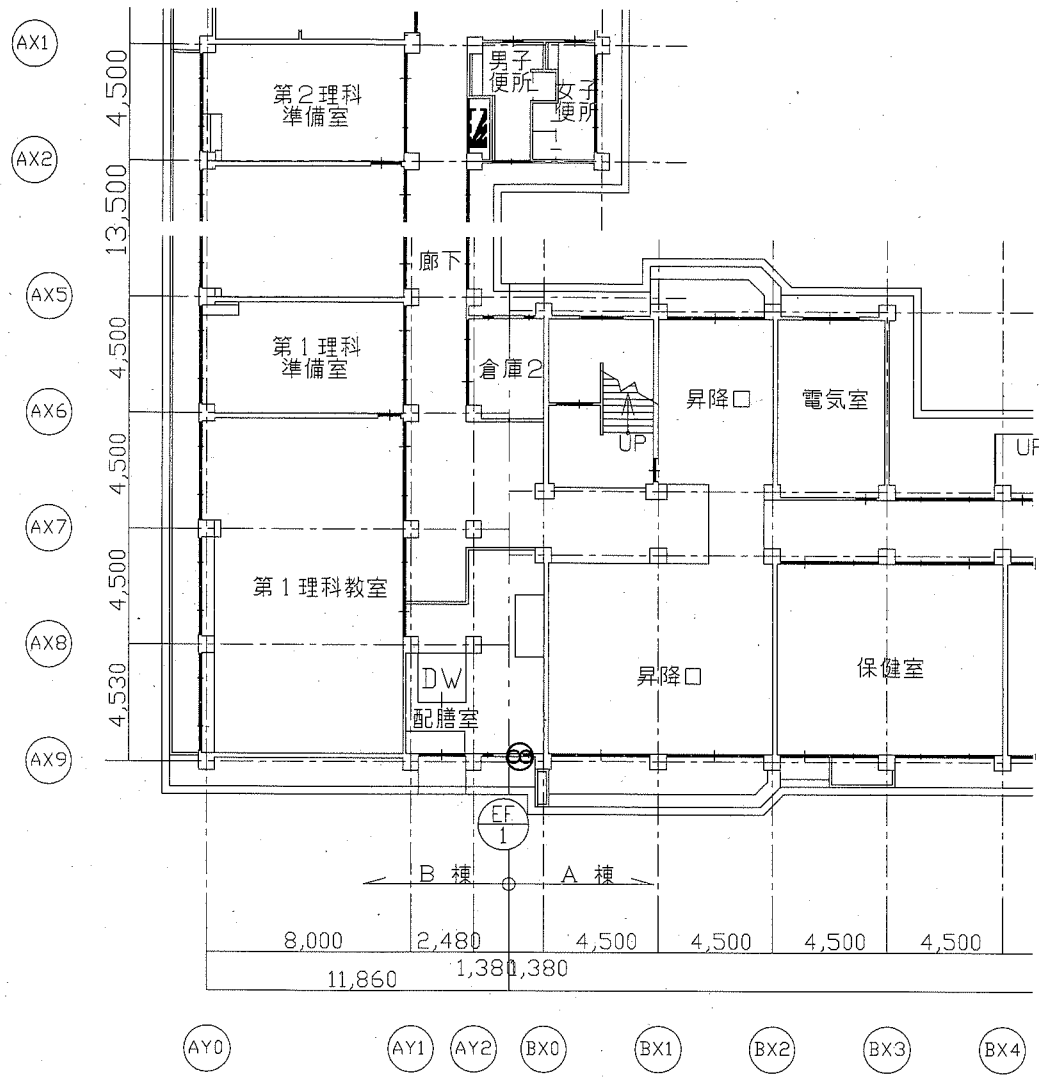 AX1
4,500
第2理科
準備室
男子
便所
女子
便所
AX2
13,500
廊下
AX5
4,500
第1理科
準備室
倉庫2
UP
昇降口
電気室
UP
AX6
4,500
AX7
4,500
第1理科教室
AX8
4,530
DW
配膳室
昇降口
保健室
AX9
8
EF
1
B棟
A棟
8,000
2,480
4,500
4,500
4,500
4,500
11,860
1,380
1,380
AY0
AY1
AY2
BX0
BX1
BX2
BX3
BX4